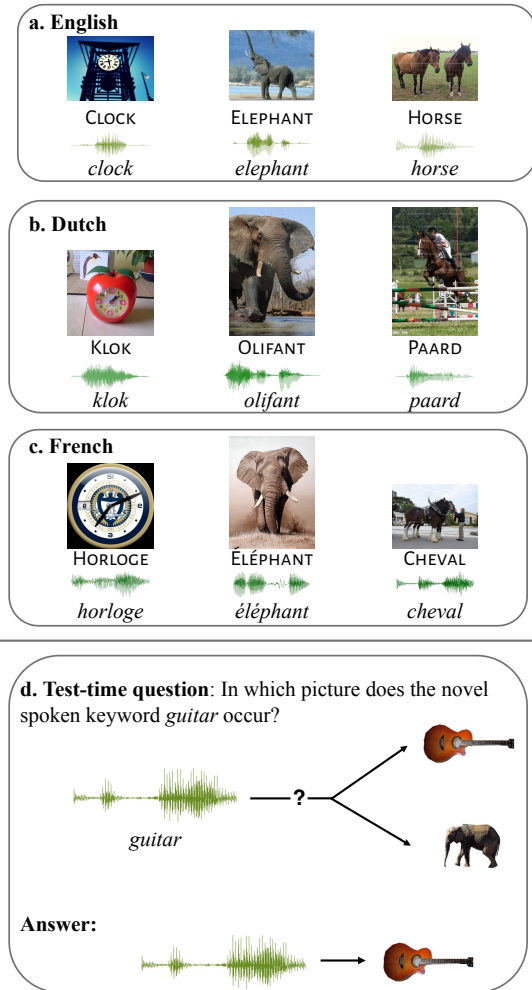 a. English
CLOCK ELEPHANT HORSE
clock elephant horse
b. Dutch
KLOK OLIFANT PAARD
klok olifant paard
c. French
HORLOGE ÉLÉPHANT CHEVAL
horloge éléphant cheval
d. Test-time question: In which picture does the novel
spoken keyword guitar occur?
?
guitar
Answer: